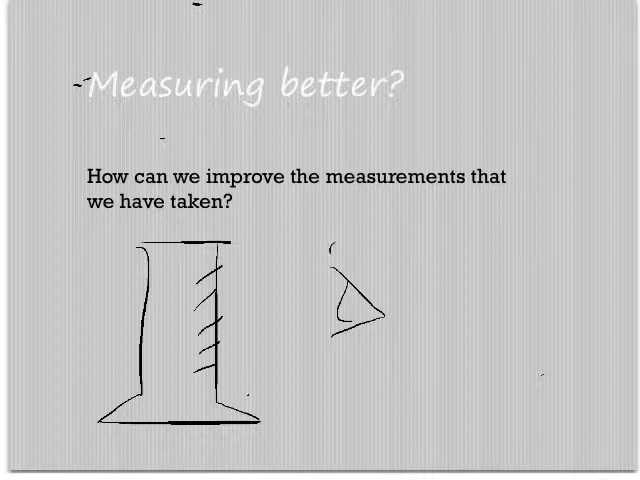 Measuring better?
How can we improve the measurements that
we have taken?